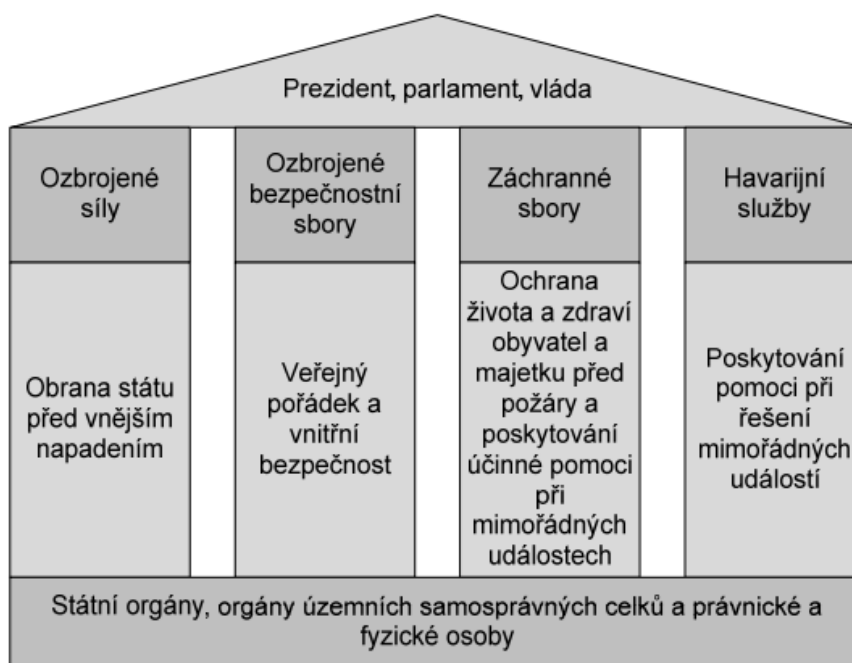 Prezident, parlament, vláda
Ozbrojené
síly
Ozbrojené
bezpečnostní
sbory
Záchranné
sbory
Havarijní
služby
Obrana státu
před vnějším
napadením
Veřejný
pořádek a
vnitřní
bezpečnost
Ochrana
života a zdraví
obyvatel a
majetku před
požáry a
poskytování
účinné pomoci
při
mimořádných
událostech
Poskytování
pomoci při
řešení
mimořádných
událostí
Státní orgány, orgány územních samosprávných celků a právnické a
fyzické osoby